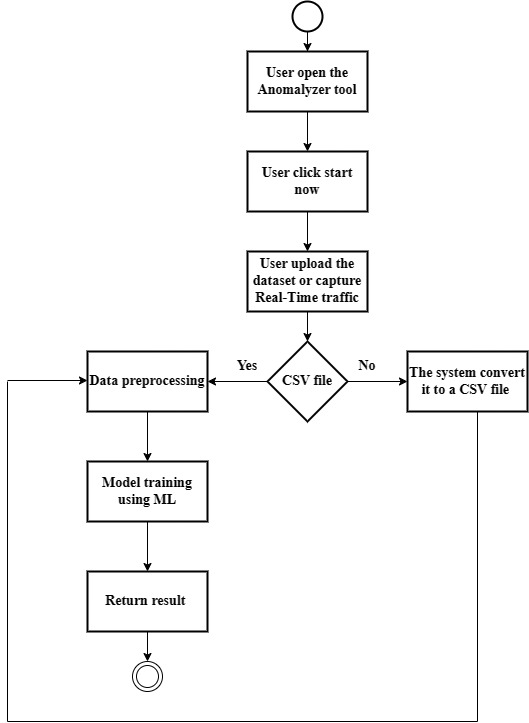 User open the
Anomalyzer tool
User click start
now
User upload the
dataset or capture
Real-Time traffic
Yes
CSV file
No
Data preprocessing
The system convert
it to a CSV file
Model training
using ML
Return result